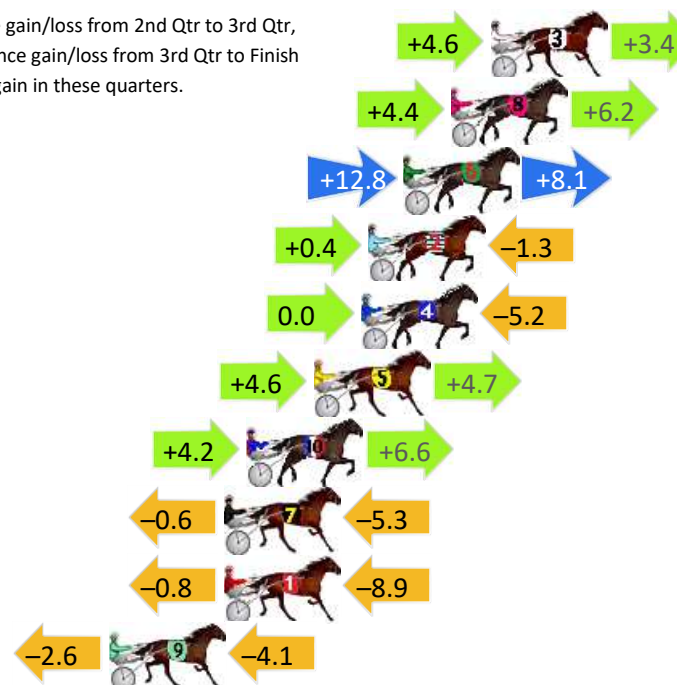 gain/loss from 2nd Qtr to 3rd Qtr,
nce gain/loss from 3rd Qtr to Finish
gain in these quarters.
+4.6 3 +3.4
+4.4 8 +6.2
+12.8 6 +8.1
+0.4 2 –1.3
0.0 4 –5.2
+4.6 5 +4.7
+4.2 10 +6.6
–0.6 7 –5.3
–0.8 1 –8.9
–2.6 9 –4.1